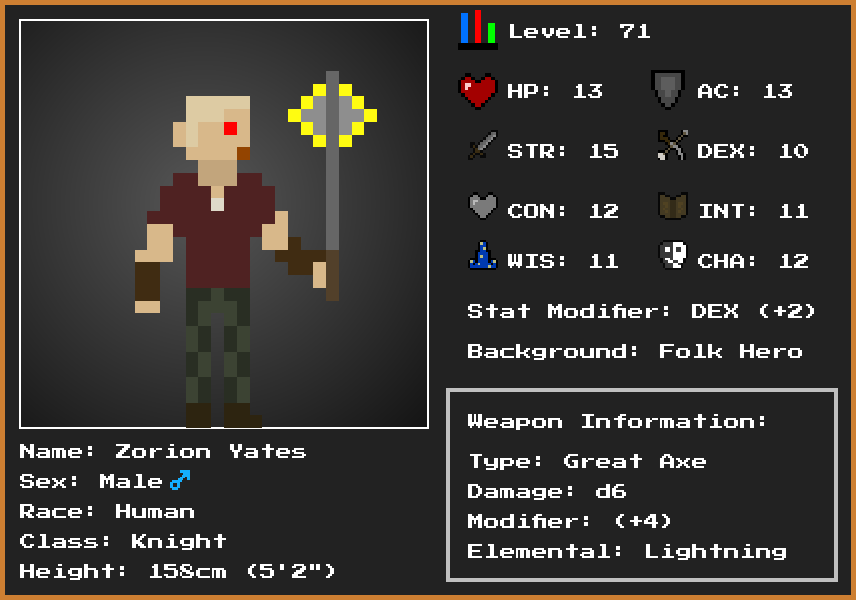 Level: 71
HP: 13
AC: 13
STR: 15
DEX: 10
CON: 12
INT: 11
WIS: 11
CHA: 12
Stat Modifier: DEX (+2)
Background: Folk Hero
Weapon Information:
Type: Great Axe
Damage: d6
Modifier: (+4)
Elemental: Lightning
Name: Zorion Yates
Sex: Male♂
Race: Human
Class: Knight
Height: 158cm (5'2")